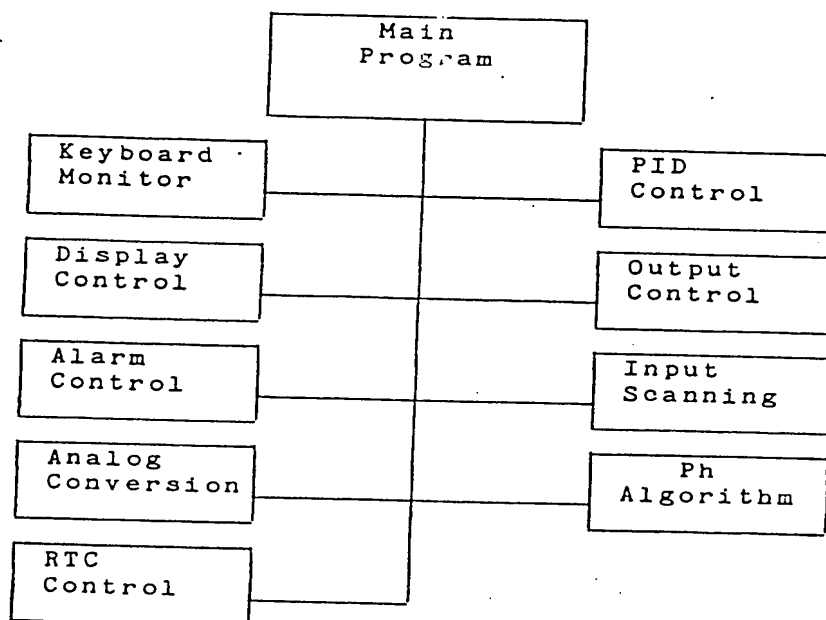 Main
Program
Keyboard
Monitor
PID
Control
Display
Control
Output
Control
Alarm
Control
Input
Scanning
Analog
Conversion
Ph
Algorithm
RTC
Control